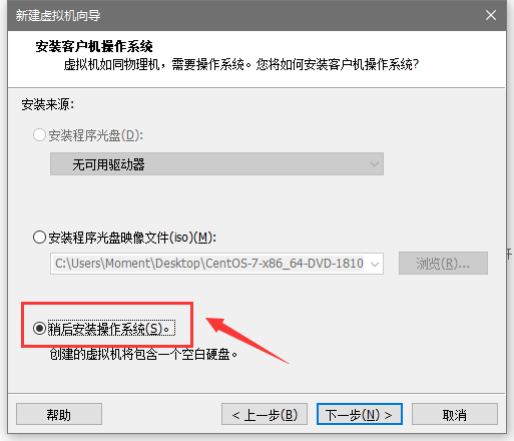 新建虚拟机向导
安装客户机操作系统
虚拟机如同物理机，需要操作系统。您将如何安装客户机操作系统?
安装来源:
安装程序光盘(D):
无可用驱动器
安装程序光盘映像文件(iso)(M):
C:\Users\Moment\Desktop\CentOS-7-x86_64-DVD-1810
浏览(R)...
稍后安装操作系统(S)。
创建的虚拟机将包含一个空白硬盘。
帮助
< 上一步(B)
下一步(N) >
取消